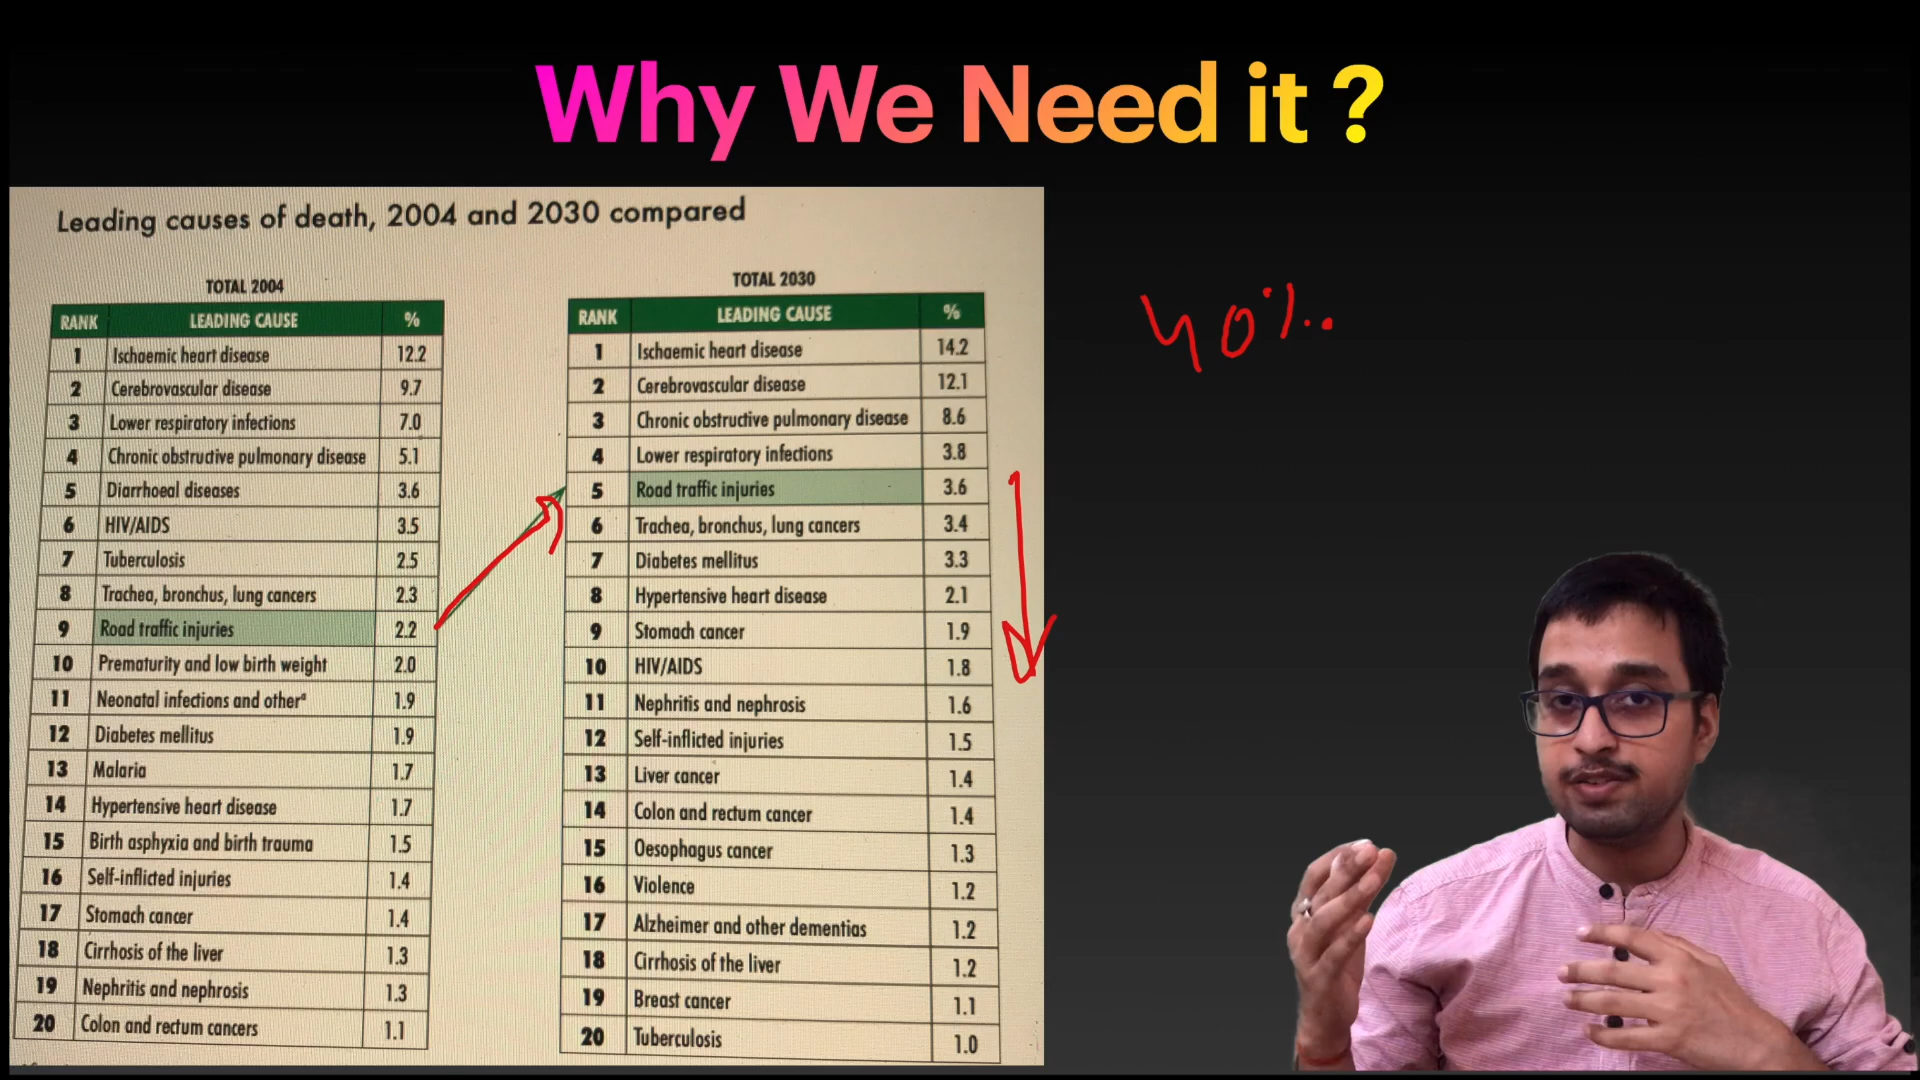 Why We Need it ?
Leading causes of death, 2004 and 2030 compared
TOTAL 2004
RANK LEADING CAUSE %
1 Ischaemic heart disease 12.2
2 Cerebrovascular disease 9.7
3 Lower respiratory infections 7.0
4 Chronic obstructive pulmonary disease 5.1
5 Diarrhoeal diseases 3.6
6 HIV/AIDS 3.5
7 Tuberculosis 2.5
8 Trachea, bronchus, lung cancers 2.3
9 Road traffic injuries 2.2
10 Prematurity and low birth weight 2.0
11 Neonatal infections and otherª 1.9
12 Diabetes mellitus 1.9
13 Malaria 1.7
14 Hypertensive heart disease 1.7
15 Birth asphyxia and birth trauma 1.5
16 Self-inflicted injuries 1.4
17 Stomach cancer 1.4
18 Cirrhosis of the liver 1.3
19 Nephritis and nephrosis 1.3
20 Colon and rectum cancers 1.1
TOTAL 2030
RANK LEADING CAUSE %
1 Ischaemic heart disease 14.2
2 Cerebrovascular disease 12.1
3 Chronic obstructive pulmonary disease 8.6
4 Lower respiratory infections 3.8
5 Road traffic injuries 3.6
6 Trachea, bronchus, lung cancers 3.4
7 Diabetes mellitus 3.3
8 Hypertensive heart disease 2.1
9 Stomach cancer 1.9
10 HIV/AIDS 1.8
11 Nephritis and nephrosis 1.6
12 Self-inflicted injuries 1.5
13 Liver cancer 1.4
14 Colon and rectum cancer 1.4
15 Oesophagus cancer 1.3
16 Violence 1.2
17 Alzheimer and other dementias 1.2
18 Cirrhosis of the liver 1.2
19 Breast cancer 1.1
20 Tuberculosis 1.0
40%.